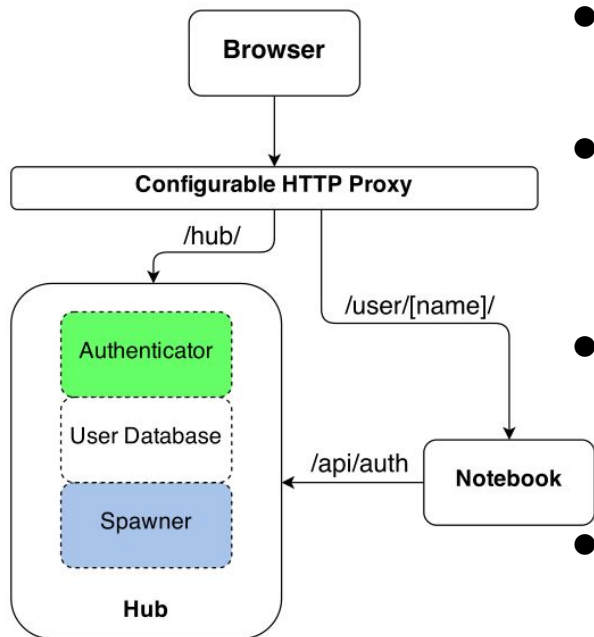 Browser
Configurable HTTP Proxy
/hub/
/user/[name]/
Authenticator
User Database
/api/auth
Notebook
Spawner
Hub